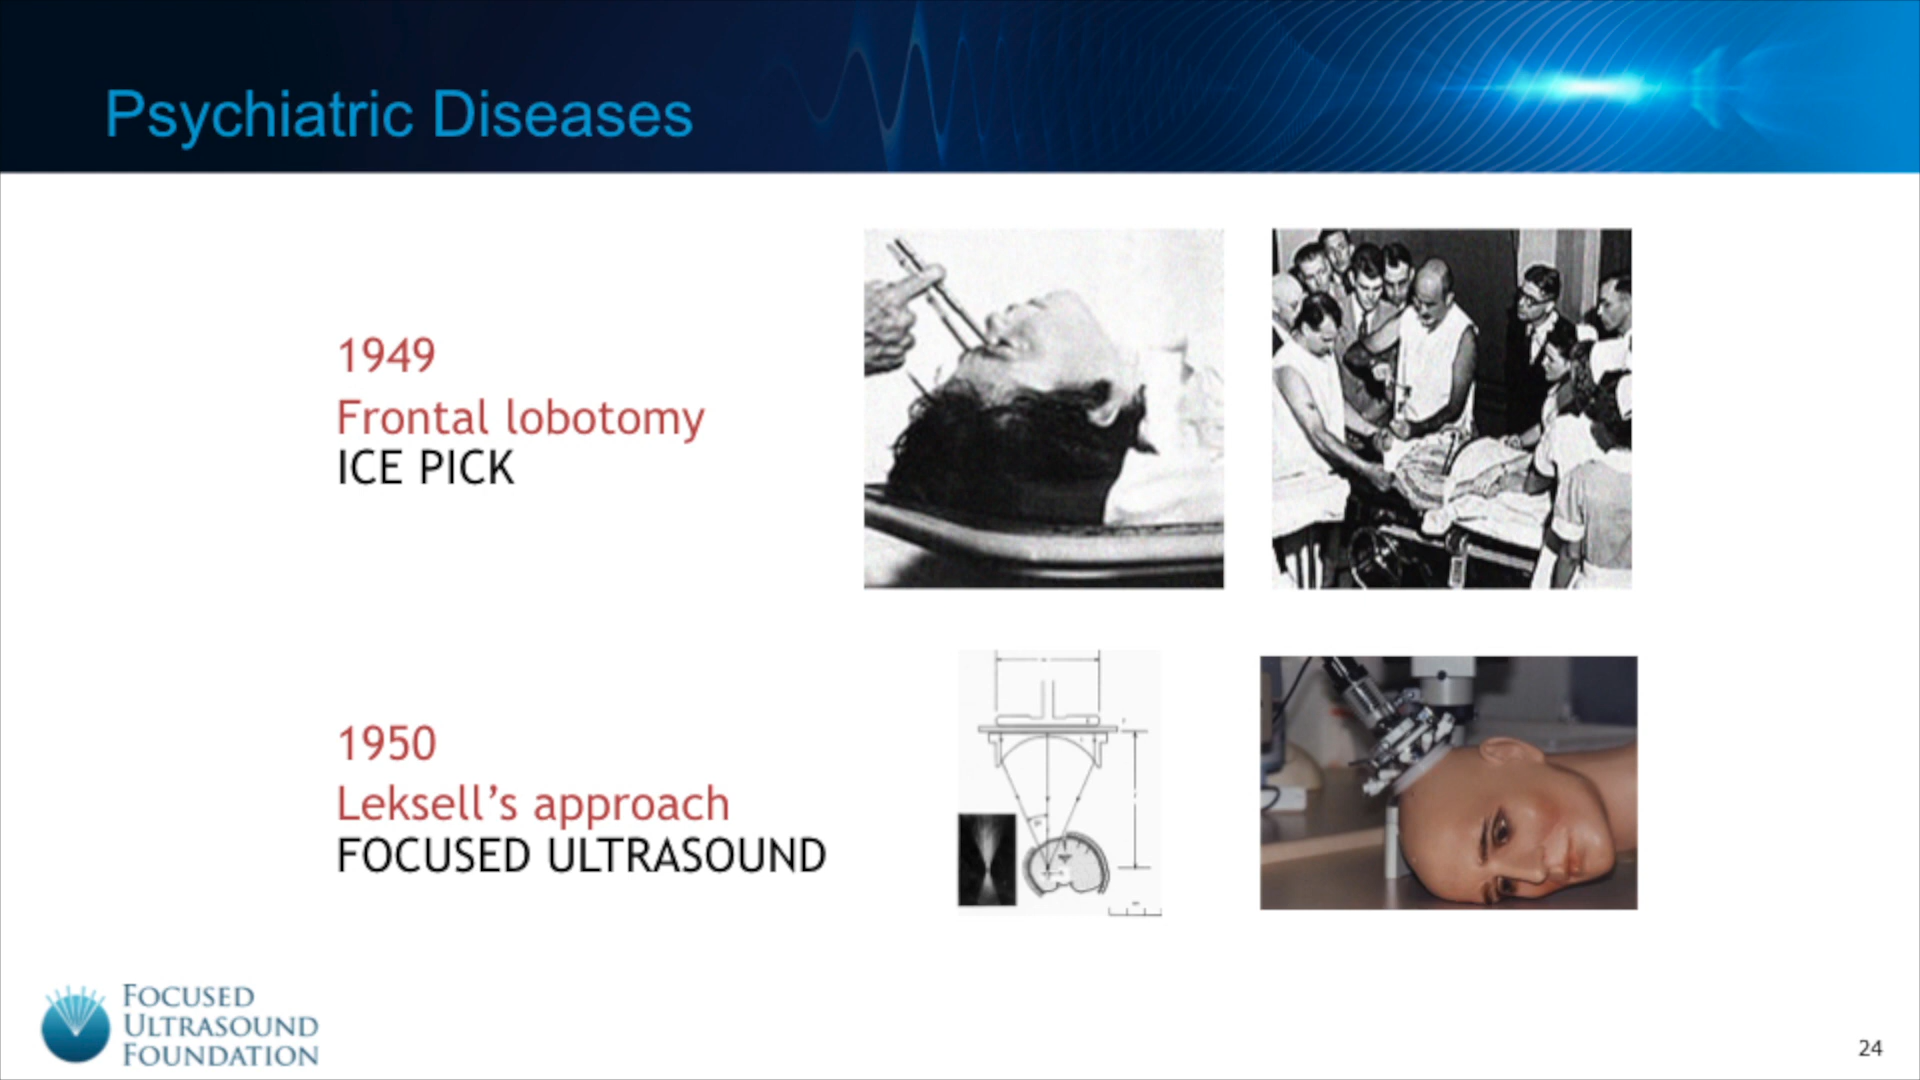 Psychiatric Diseases
1949
Frontal lobotomy
ICE PICK
1950
Leksell’s approach
FOCUSED ULTRASOUND
FOCUSED
ULTRASOUND
FOUNDATION
24